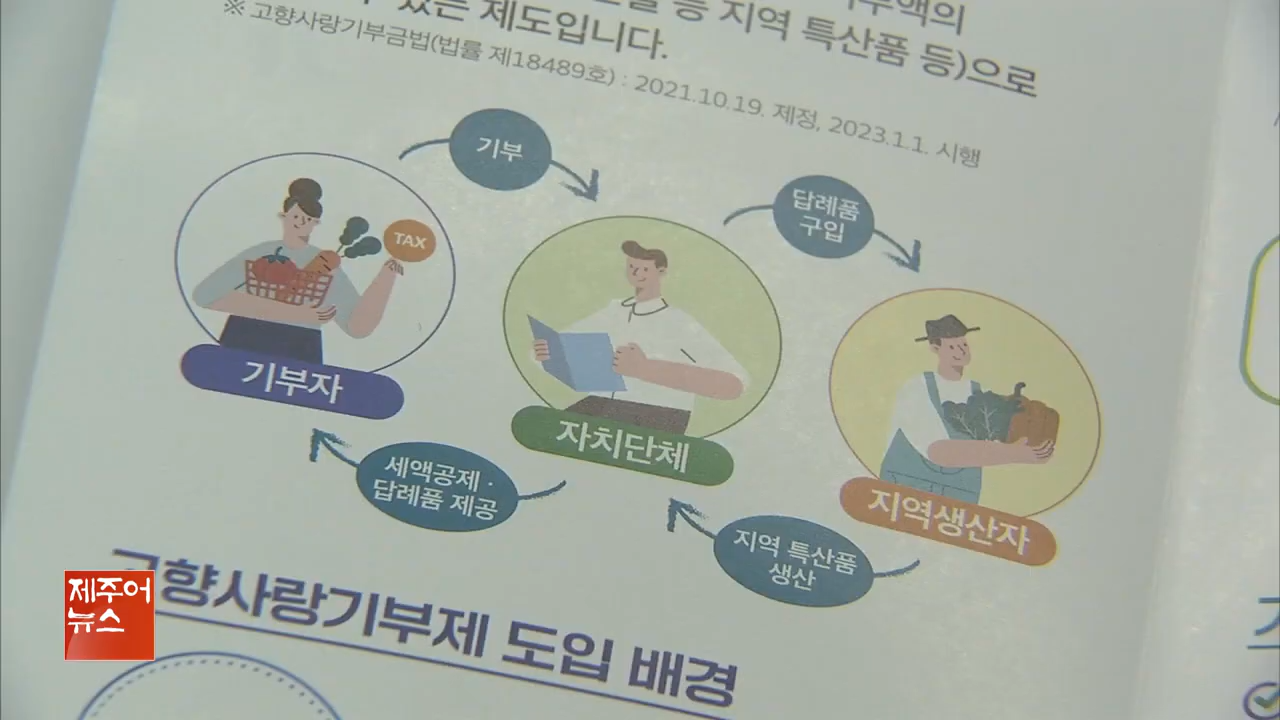 등 지역 특산품 등)으로
있는 제도입니다.
※ 고향사랑기부금법(법률 제18489호) : 2021.10.19. 제정, 2023.1.1. 시행
기부
답례품
구입
TAX
기부자
자치단체
지역생산자
세액공제 ·
답례품 제공
지역 특산품
생산
고향사랑기부제 도입 배경
제주어
뉴스